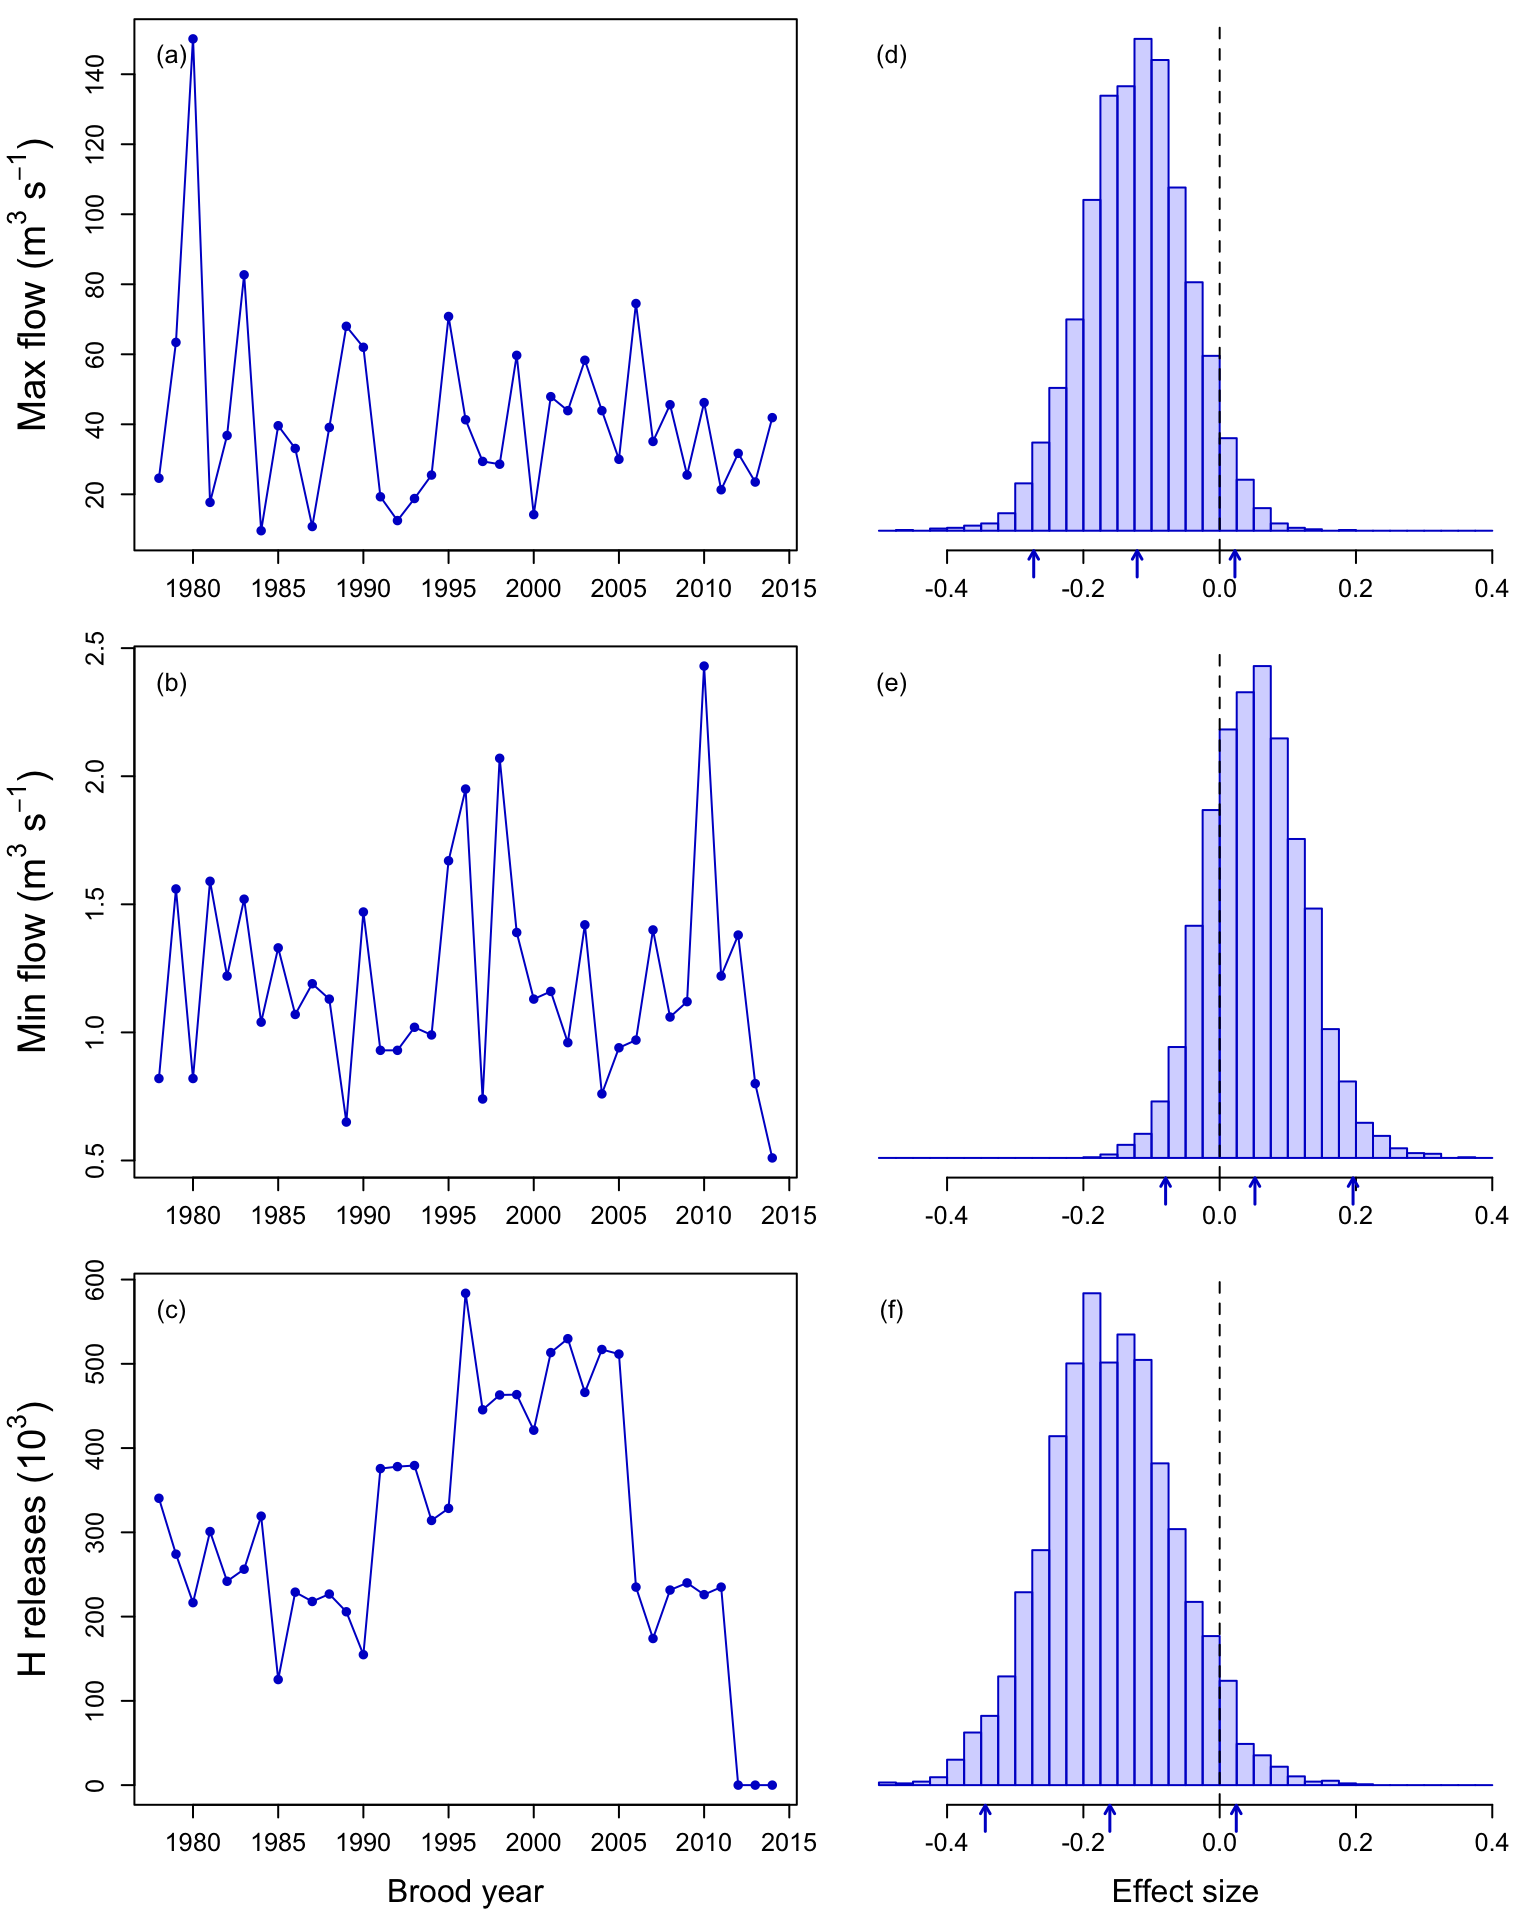 (a)
Max flow (m³ s⁻¹)
140
120
100
80
60
40
20
1980 1985 1990 1995 2000 2005 2010 2015
(d)
-0.4 -0.2 0.0 0.2 0.4
(b)
Min flow (m³ s⁻¹)
2.5
2.0
1.5
1.0
0.5
1980 1985 1990 1995 2000 2005 2010 2015
(e)
-0.4 -0.2 0.0 0.2 0.4
(c)
H releases (10³)
600
500
400
300
200
100
0
1980 1985 1990 1995 2000 2005 2010 2015
Brood year
(f)
-0.4 -0.2 0.0 0.2 0.4
Effect size